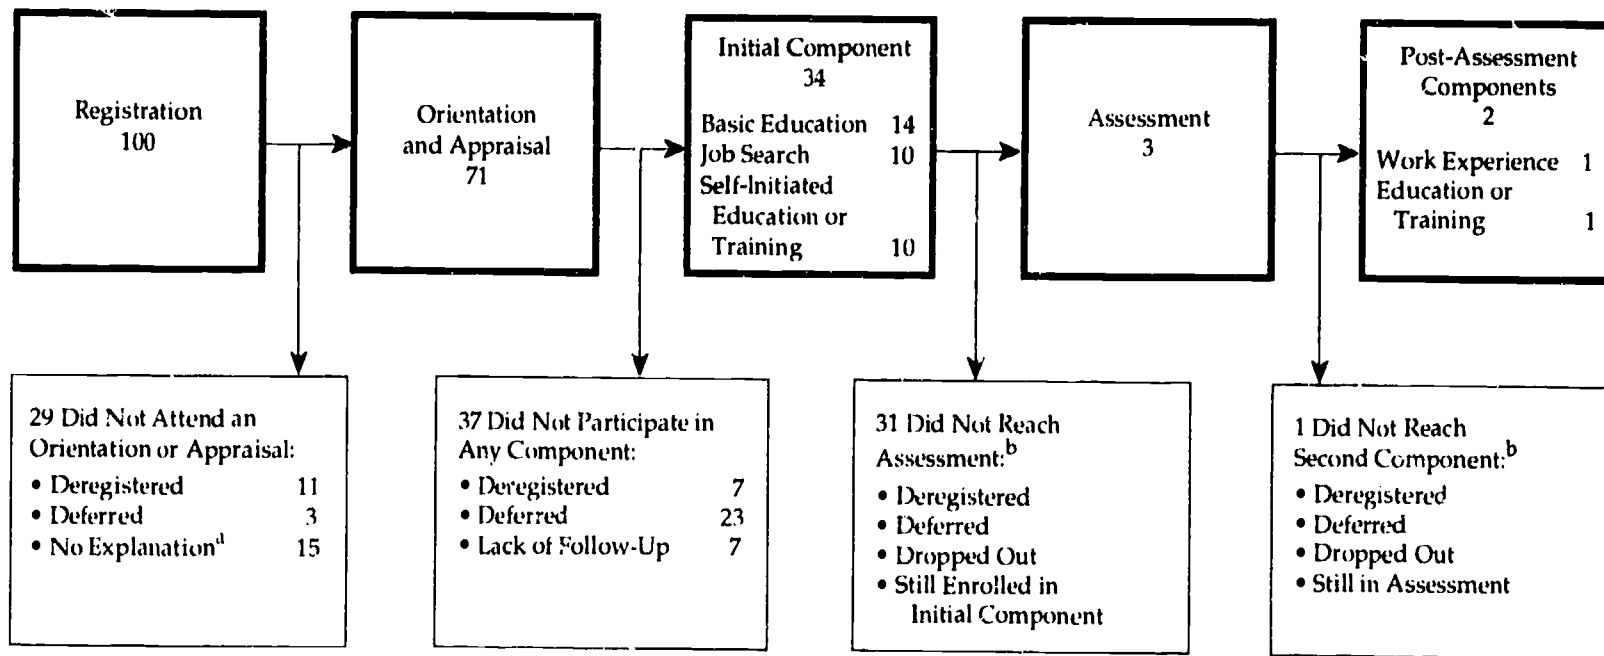 Registration
100
Orientation
and Appraisal
71
Initial Component
34
Basic Education 14
Job Search 10
Self-Initiated
Education or
Training 10
Assessment
3
Post-Assessment
Components
2
Work Experience 1
Education or
Training 1
29 Did Not Attend an
Orientation or Appraisal:
• Deregistered 11
• Deferred 3
• No Explanationᵃ 15
37 Did Not Participate in
Any Component:
• Deregistered 7
• Deferred 23
• Lack of Follow-Up 7
31 Did Not Reach
Assessment:ᵇ
• Deregistered
• Deferred
• Dropped Out
• Still Enrolled in
Initial Component
1 Did Not Reach
Second Component:ᵇ
• Deregistered
• Deferred
• Dropped Out
• Still in Assessment